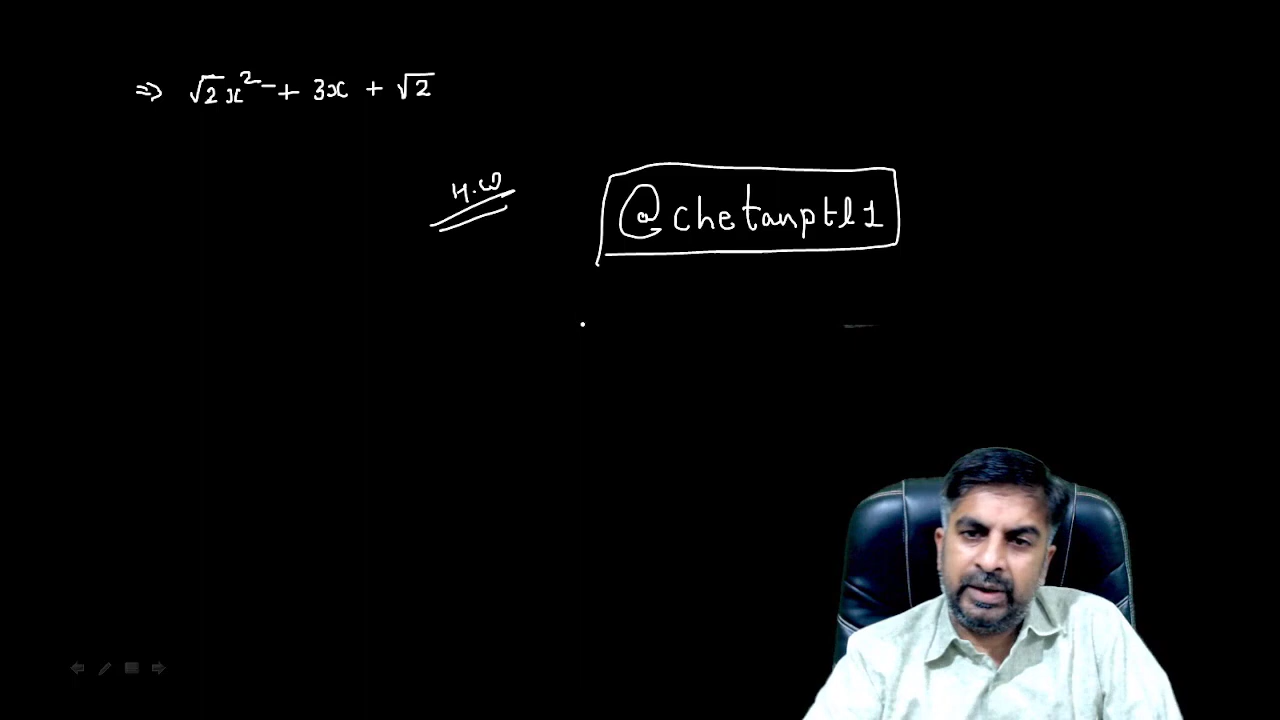 ⇒ √2x² + 3x + √2
H.W
@chetanptl1